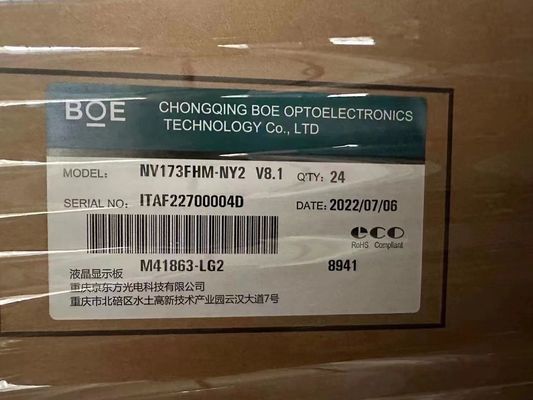 BOE CHONGQING BOE OPTOELECTRONICS
TECHNOLOGY Co., LTD
MODEL: NV173FHM-NY2 V8.1 Q'TY: 24
SERIAL NO: ITAF22700004D DATE: 2022/07/06
eco
RoHS Compliant
液晶显示板 M41863-LG2 8941
重庆京东方光电科技有限公司
重庆市北碚区水土高新技术产业园云汉大道7号